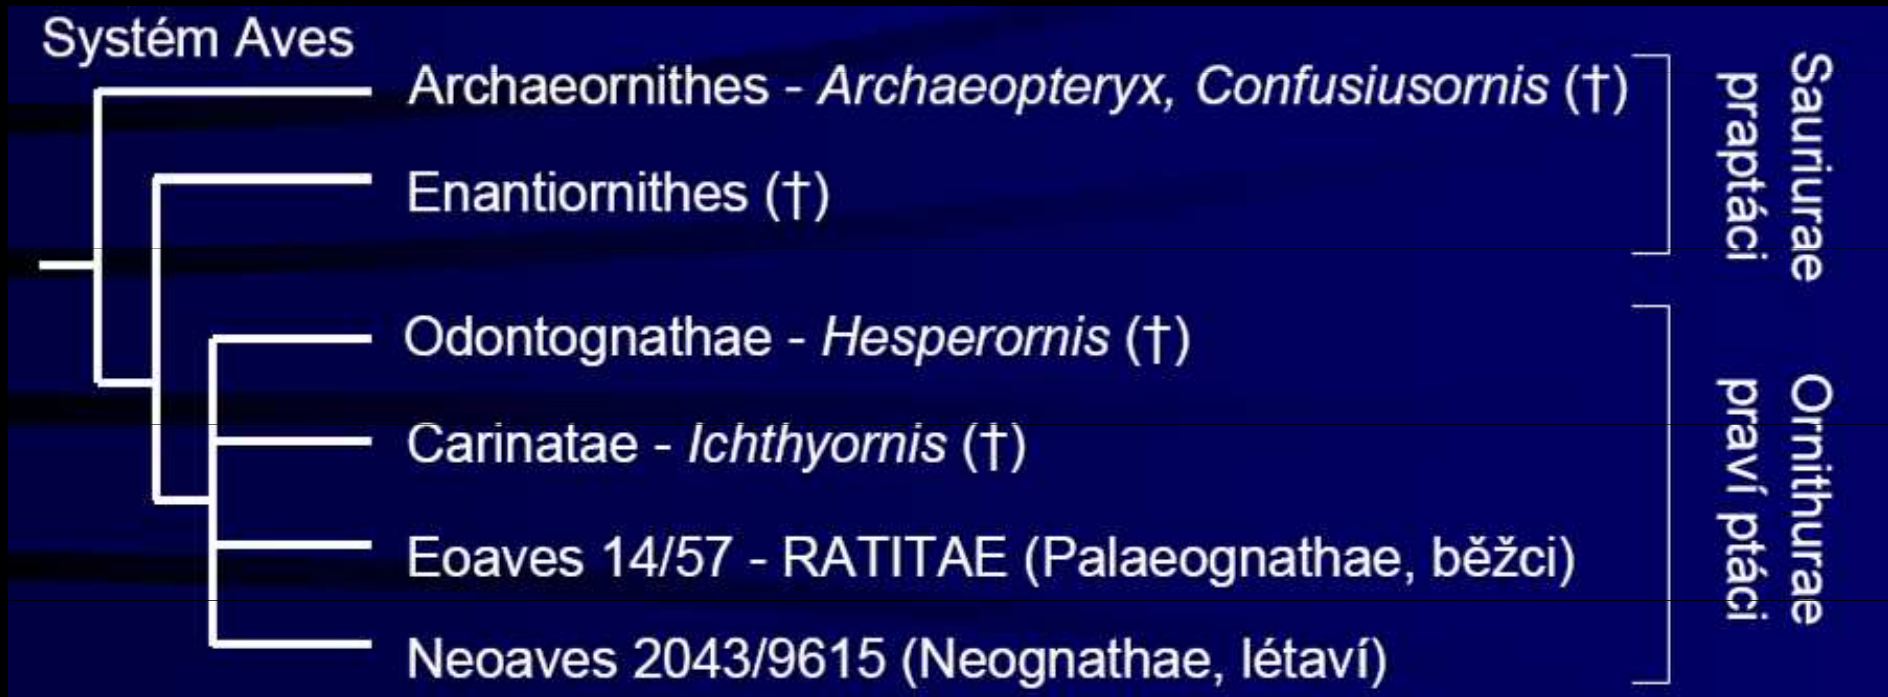 Systém Aves
Archaeornithes - Archaeopteryx, Confusiusornis (†)
Enantiornithes (†)
Odontognathae - Hesperornis (†)
Carinatae - Ichthyornis (†)
Eoaves 14/57 - RATITAE (Palaeognathae, běžci)
Neoaves 2043/9615 (Neognathae, létaví)
Sauriurae
praptáci
Ornithurae
praví ptáci